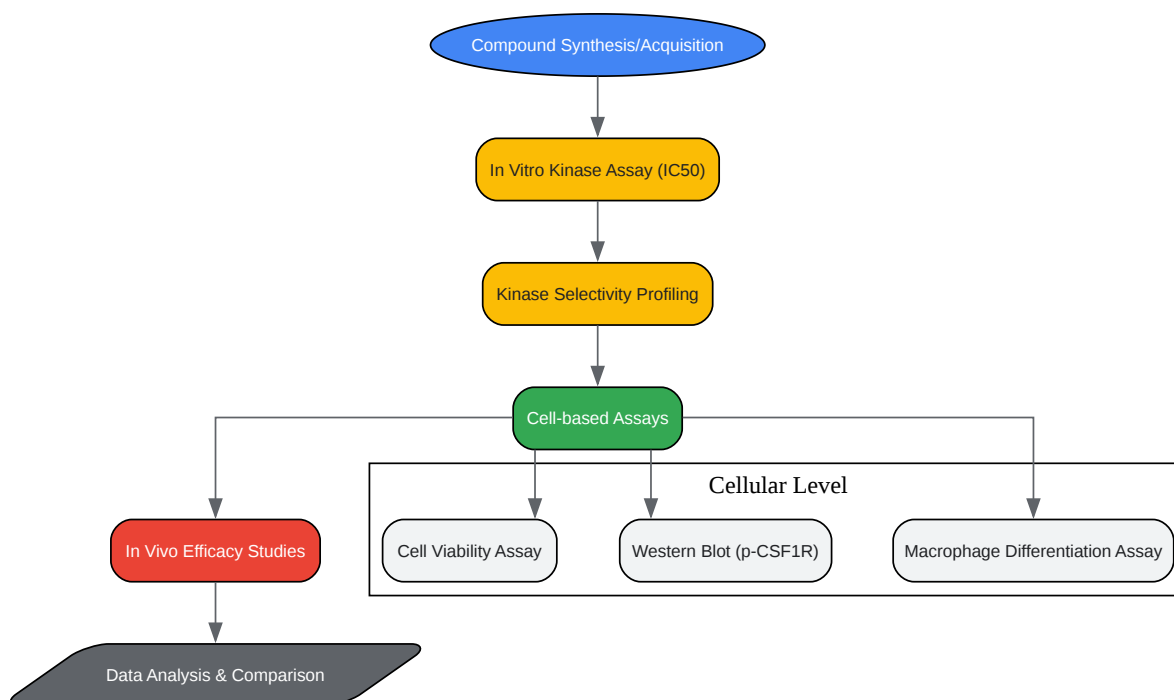 Compound Synthesis/Acquisition
In Vitro Kinase Assay (IC50)
Kinase Selectivity Profiling
Cell-based Assays
Cellular Level
In Vivo Efficacy Studies
Cell Viability Assay
Western Blot (p-CSF1R)
Macrophage Differentiation Assay
Data Analysis & Comparison